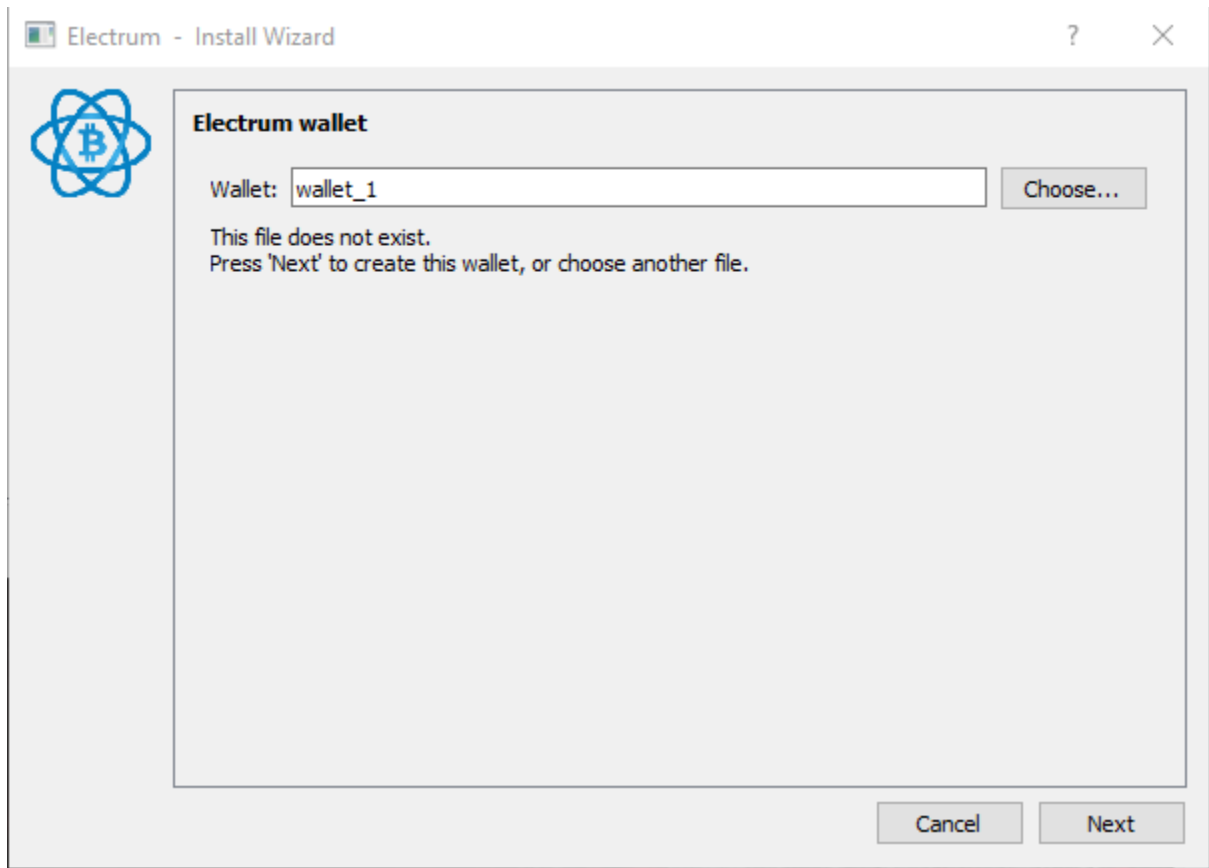 Electrum - Install Wizard
Electrum wallet
Wallet: wallet_1 Choose...
This file does not exist.
Press 'Next' to create this wallet, or choose another file.
Cancel Next